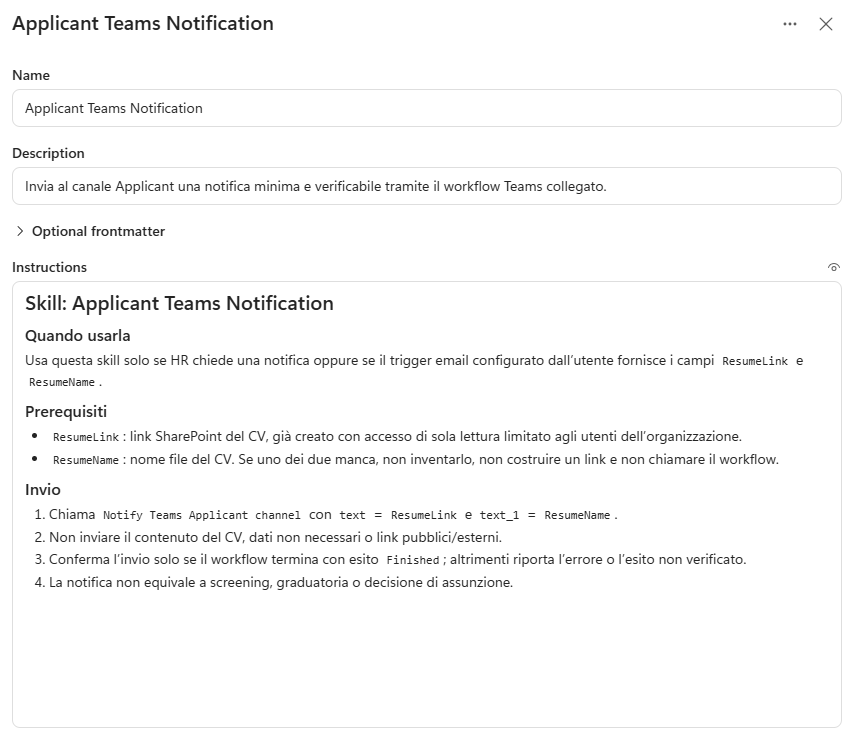 Applicant Teams Notification
Name
Applicant Teams Notification
Description
Invia al canale Applicant una notifica minima e verificabile tramite il workflow Teams collegato.
Optional frontmatter
Instructions
Skill: Applicant Teams Notification
Quando usarla
Usa questa skill solo se HR chiede una notifica oppure se il trigger email configurato dall’utente fornisce i campi ResumeLink e
ResumeName.
Prerequisiti
• ResumeLink: link SharePoint del CV, già creato con accesso di sola lettura limitato agli utenti dell’organizzazione.
• ResumeName: nome file del CV. Se uno dei due manca, non inventarlo, non costruire un link e non chiamare il workflow.
Invio
1. Chiama Notify Teams Applicant channel con text = ResumeLink e text_1 = ResumeName.
2. Non inviare il contenuto del CV, dati non necessari o link pubblici/esterni.
3. Conferma l’invio solo se il workflow termina con esito Finished; altrimenti riporta l’errore o l’esito non verificato.
4. La notifica non equivale a screening, graduatoria o decisione di assunzione.